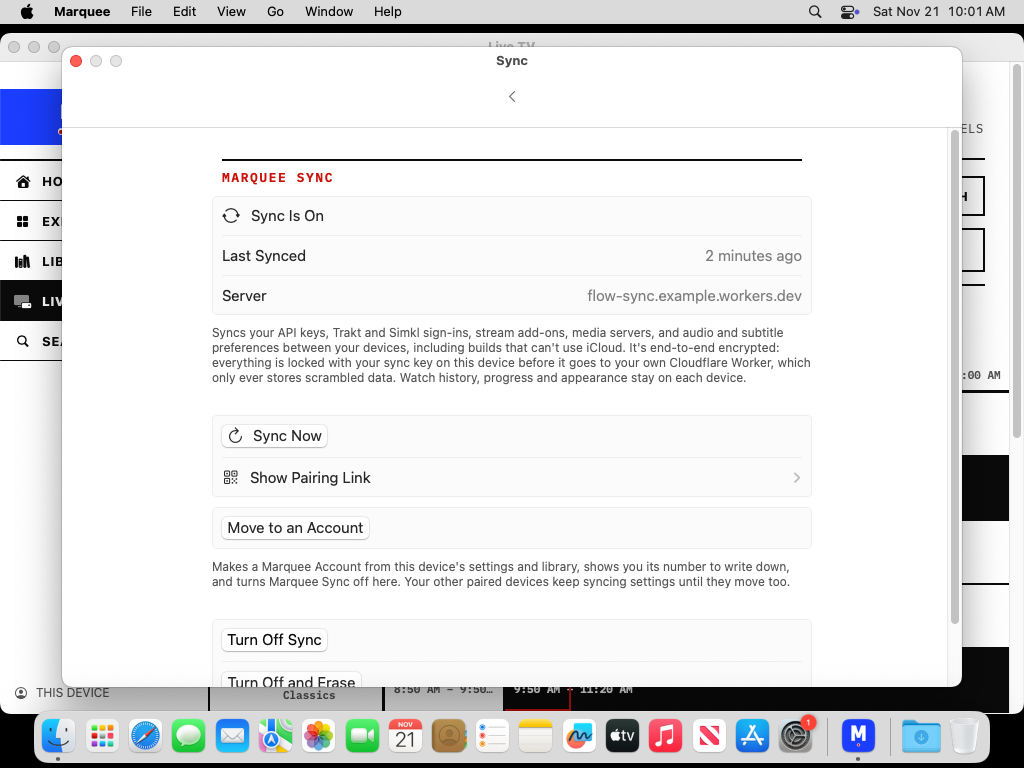 Marquee File Edit View Go Window Help Sat Nov 21 10:01 AM
Live TV
Sync
MARQUEE SYNC
Sync Is On
Last Synced 2 minutes ago
Server flow-sync.example.workers.dev
Syncs your API keys, Trakt and Simkl sign-ins, stream add-ons, media servers, and audio and subtitle
preferences between your devices, including builds that can't use iCloud. It's end-to-end encrypted:
everything is locked with your sync key on this device before it goes to your own Cloudflare Worker, which
only ever stores scrambled data. Watch history, progress and appearance stay on each device.
Sync Now
Show Pairing Link
Move to an Account
Makes a Marquee Account from this device's settings and library, shows you its number to write down,
and turns Marquee Sync off here. Your other paired devices keep syncing settings until they move too.
Turn Off Sync
Turn Off and Erase
HO
EX
LIB
LIV
SEA
ELS
H
:00 AM
THIS DEVICE
Classics
8:50 AM – 9:50…
9:50 AM – 11:20 AM
NOV
21
tv
1
M